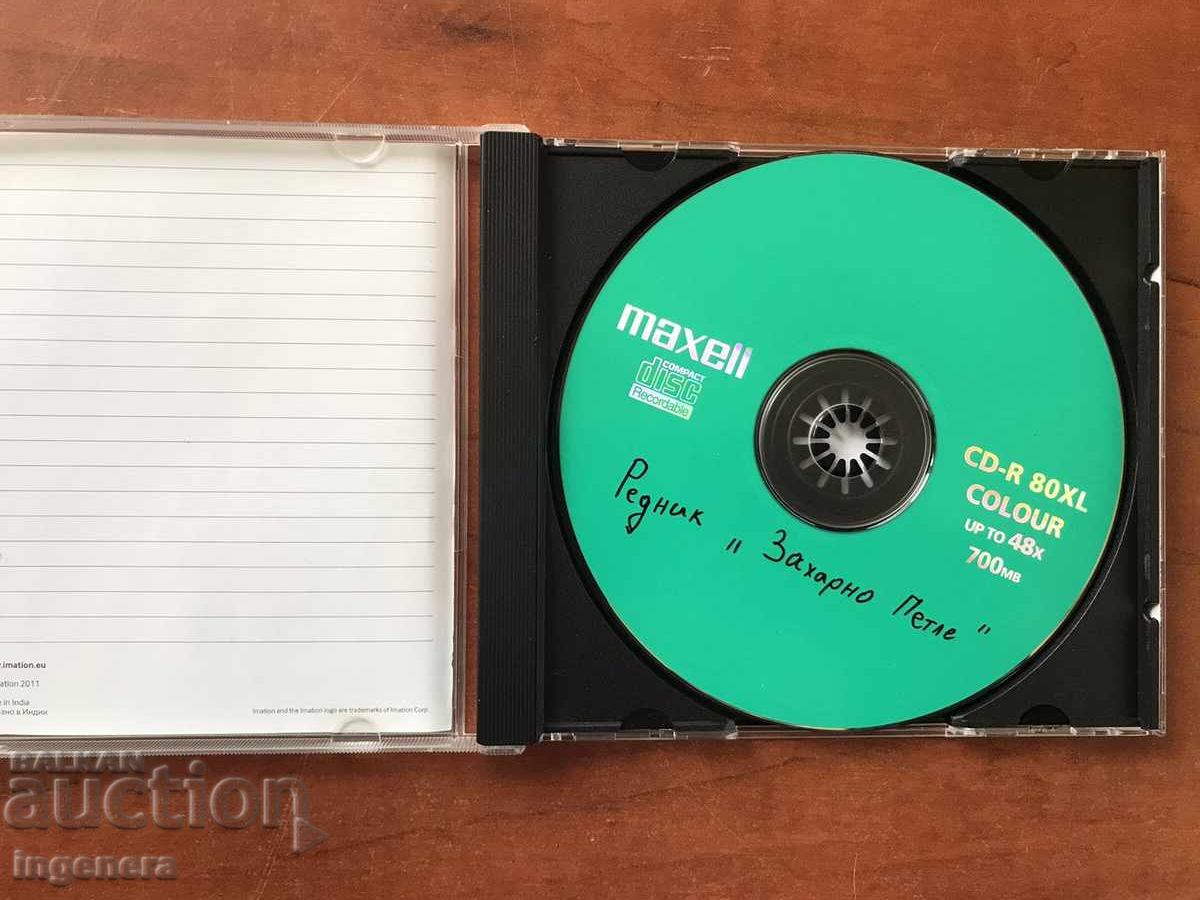 .imation.eu
ation 2011
in India
но в Индии
Imation and the Imation logo are trademarks of Imation Corp.
maxell
COMPACT
disc
Recordable
CD-R 80XL
COLOUR
UP TO 48X
700MB
Редник „ Захарно Петле "
BALKAN
auction
ingenera